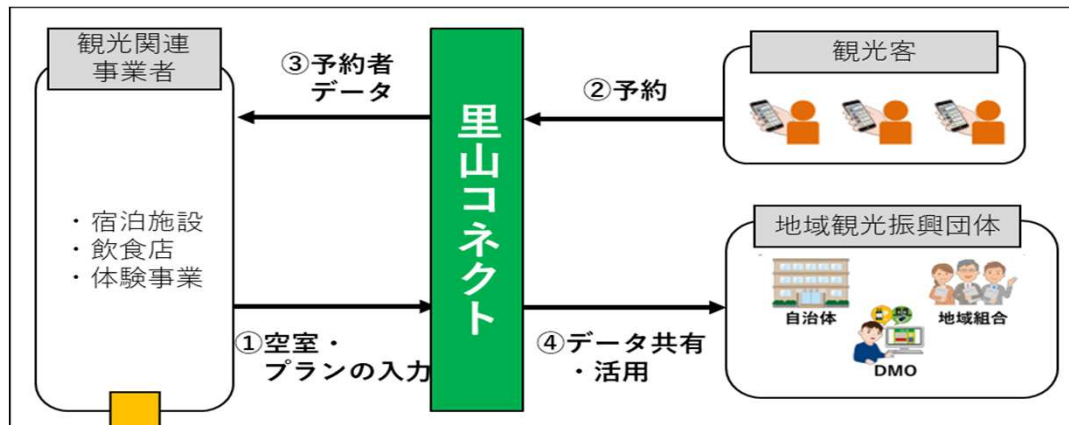 観光関連
事業者
・宿泊施設
・飲食店
・体験事業
③予約者
データ
①空室・
プランの入力
里山コネクト
②予約
④データ共有
・活用
観光客
地域観光振興団体
自治体
地域組合
DMO